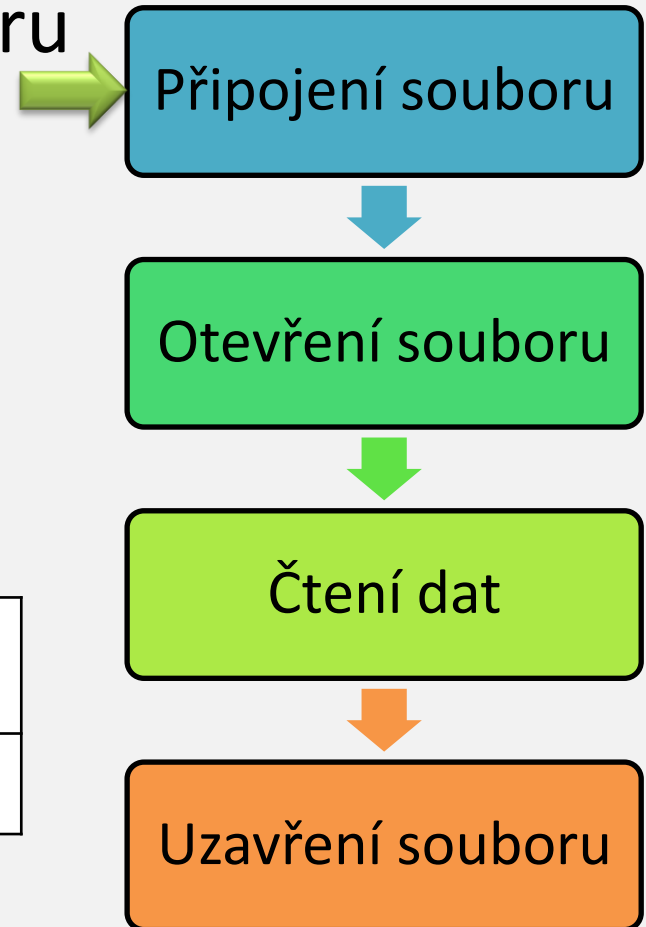 ru
Připojení souboru
Otevření souboru
Čtení dat
Uzavření souboru